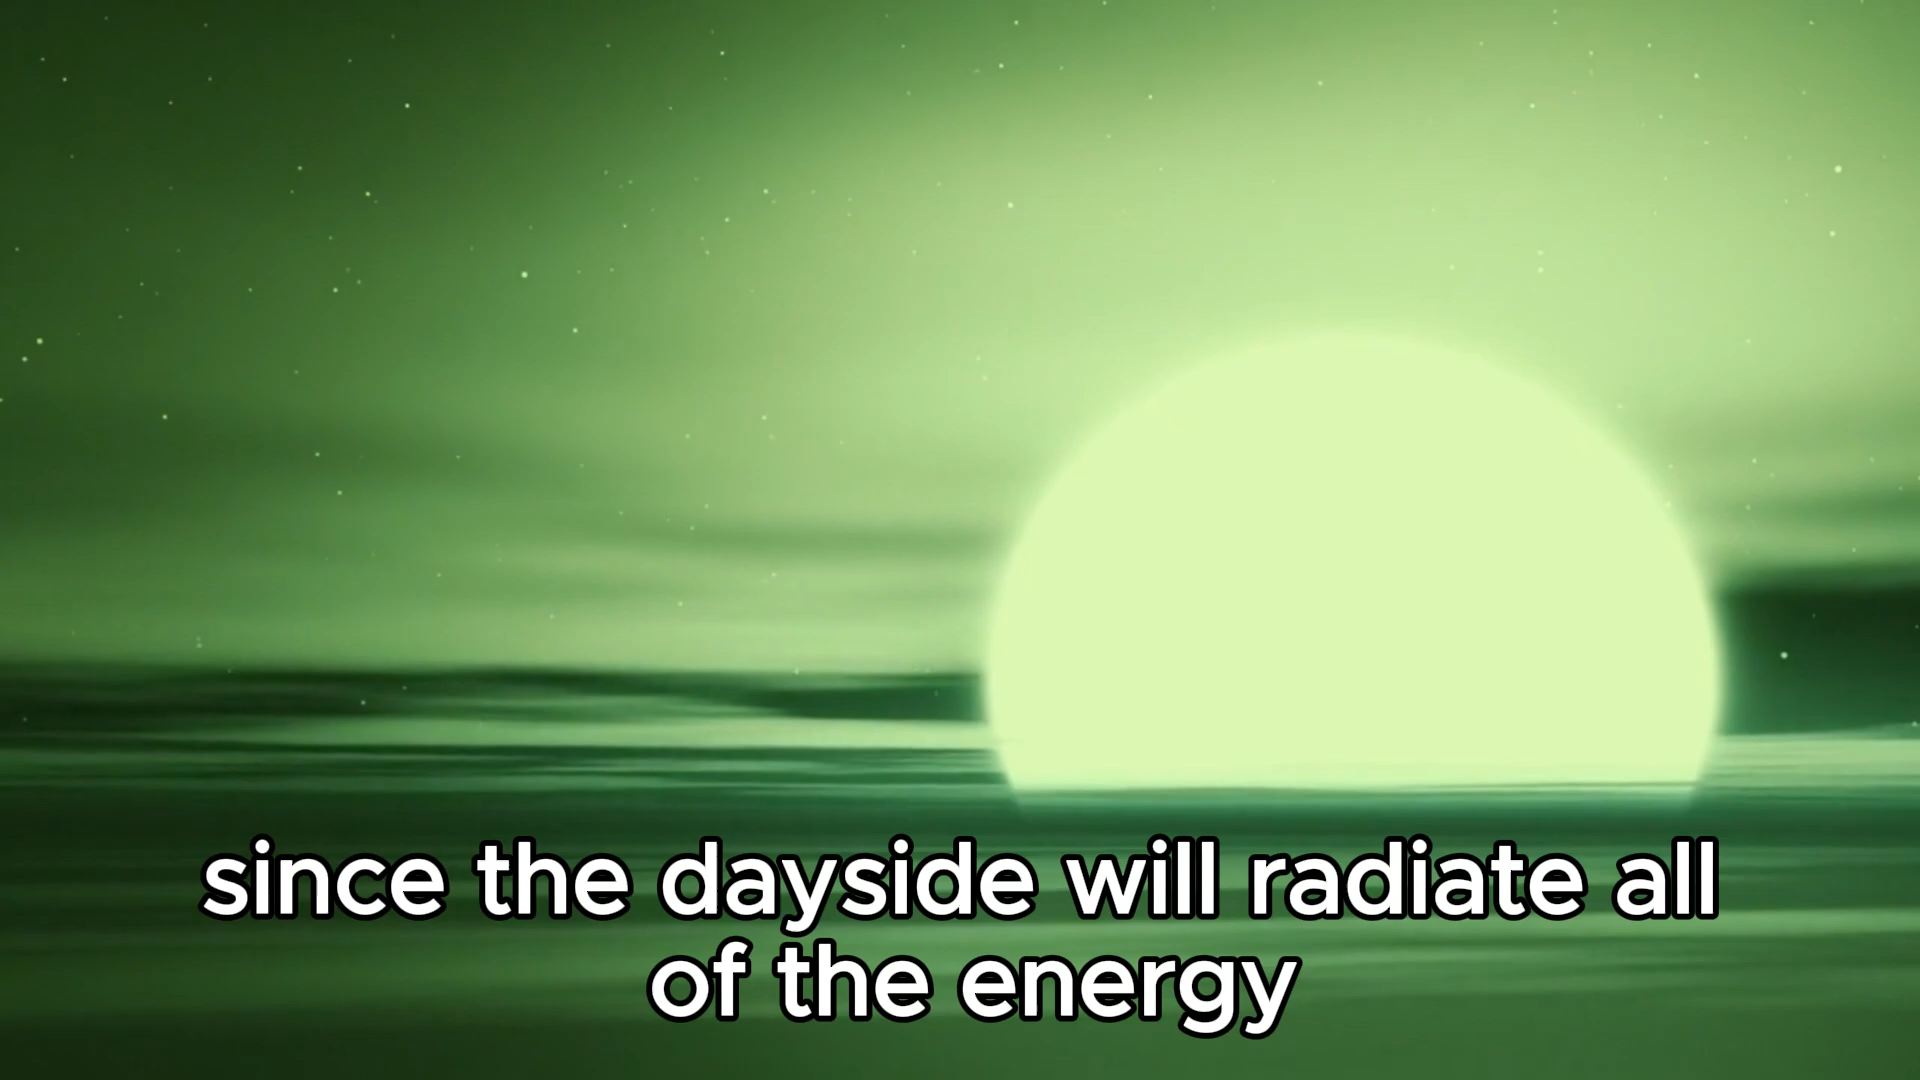 since the dayside will radiate all
of the energy